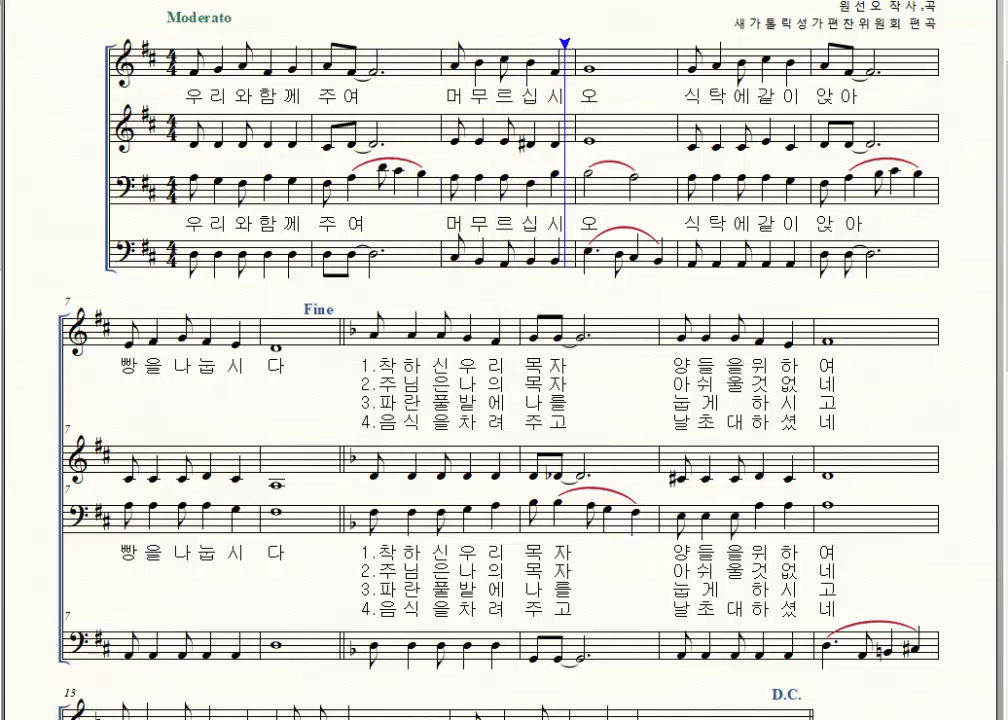 원선오 작사,곡
Moderato
새가톨릭성가편찬위원회 편곡
우리와함께 주여 머무르십시오 식탁에같이 앉아
우리와함께 주여 머무르십시오 식탁에같이 앉아
7
Fine
빵을나눕시다 1.착하신우리 목자 양들을위하여
2.주님은나의 목자 아쉬울것없네
3.파란풀밭에 나를 눕게 하시고
4.음식을차려 주고 날초대하셨네
7
7
빵을나눕시다 1.착하신우리 목자 양들을위하여
2.주님은나의 목자 아쉬울것없네
3.파란풀밭에 나를 눕게 하시고
4.음식을차려 주고 날초대하셨네
7
13
D.C.